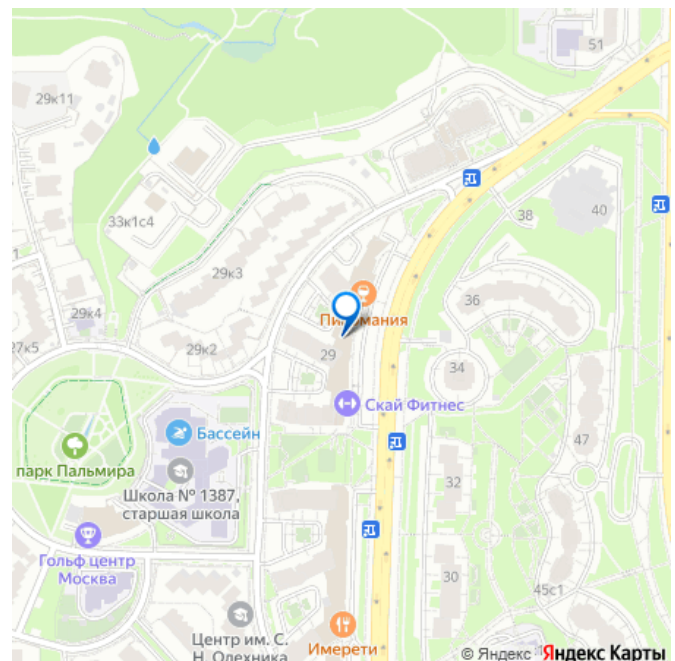 51
29к11
33к1с4
38
40
29к3
36
29к4
Пивомания
27к5
29к2
29
34
Скай Фитнес
Бассейн
47
парк Пальмира
Школа № 1387,
старшая школа
32
Гольф центр
Москва
30
45с1
Центр им. С.
Н. Олехника
Имерети
© Яндекс
Яндекс Карты